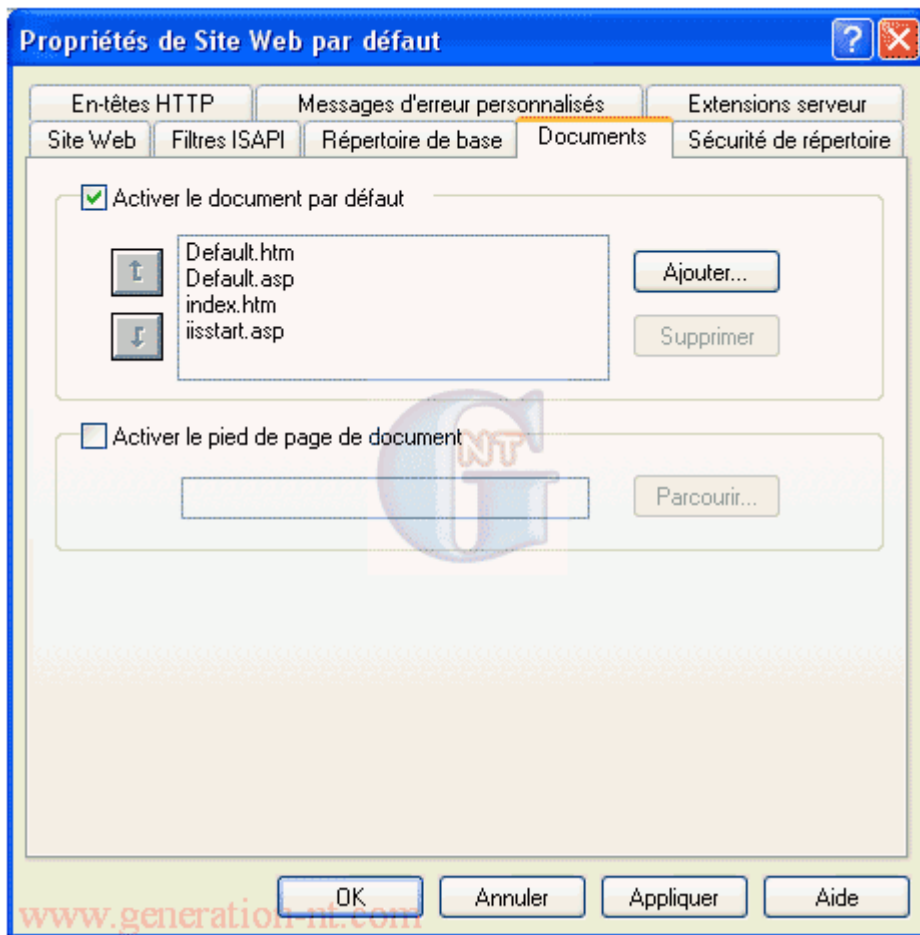 Propriétés de Site Web par défaut
En-têtes HTTP
Messages d'erreur personnalisés
Extensions serveur
Site Web
Filtres ISAPI
Répertoire de base
Documents
Sécurité de répertoire
Activer le document par défaut
Default.htm
Default.asp
index.htm
iisstart.asp
Ajouter...
Supprimer
Activer le pied de page de document
GNT
Parcourir...
OK
Annuler
Appliquer
Aide
www.generation-nt.com